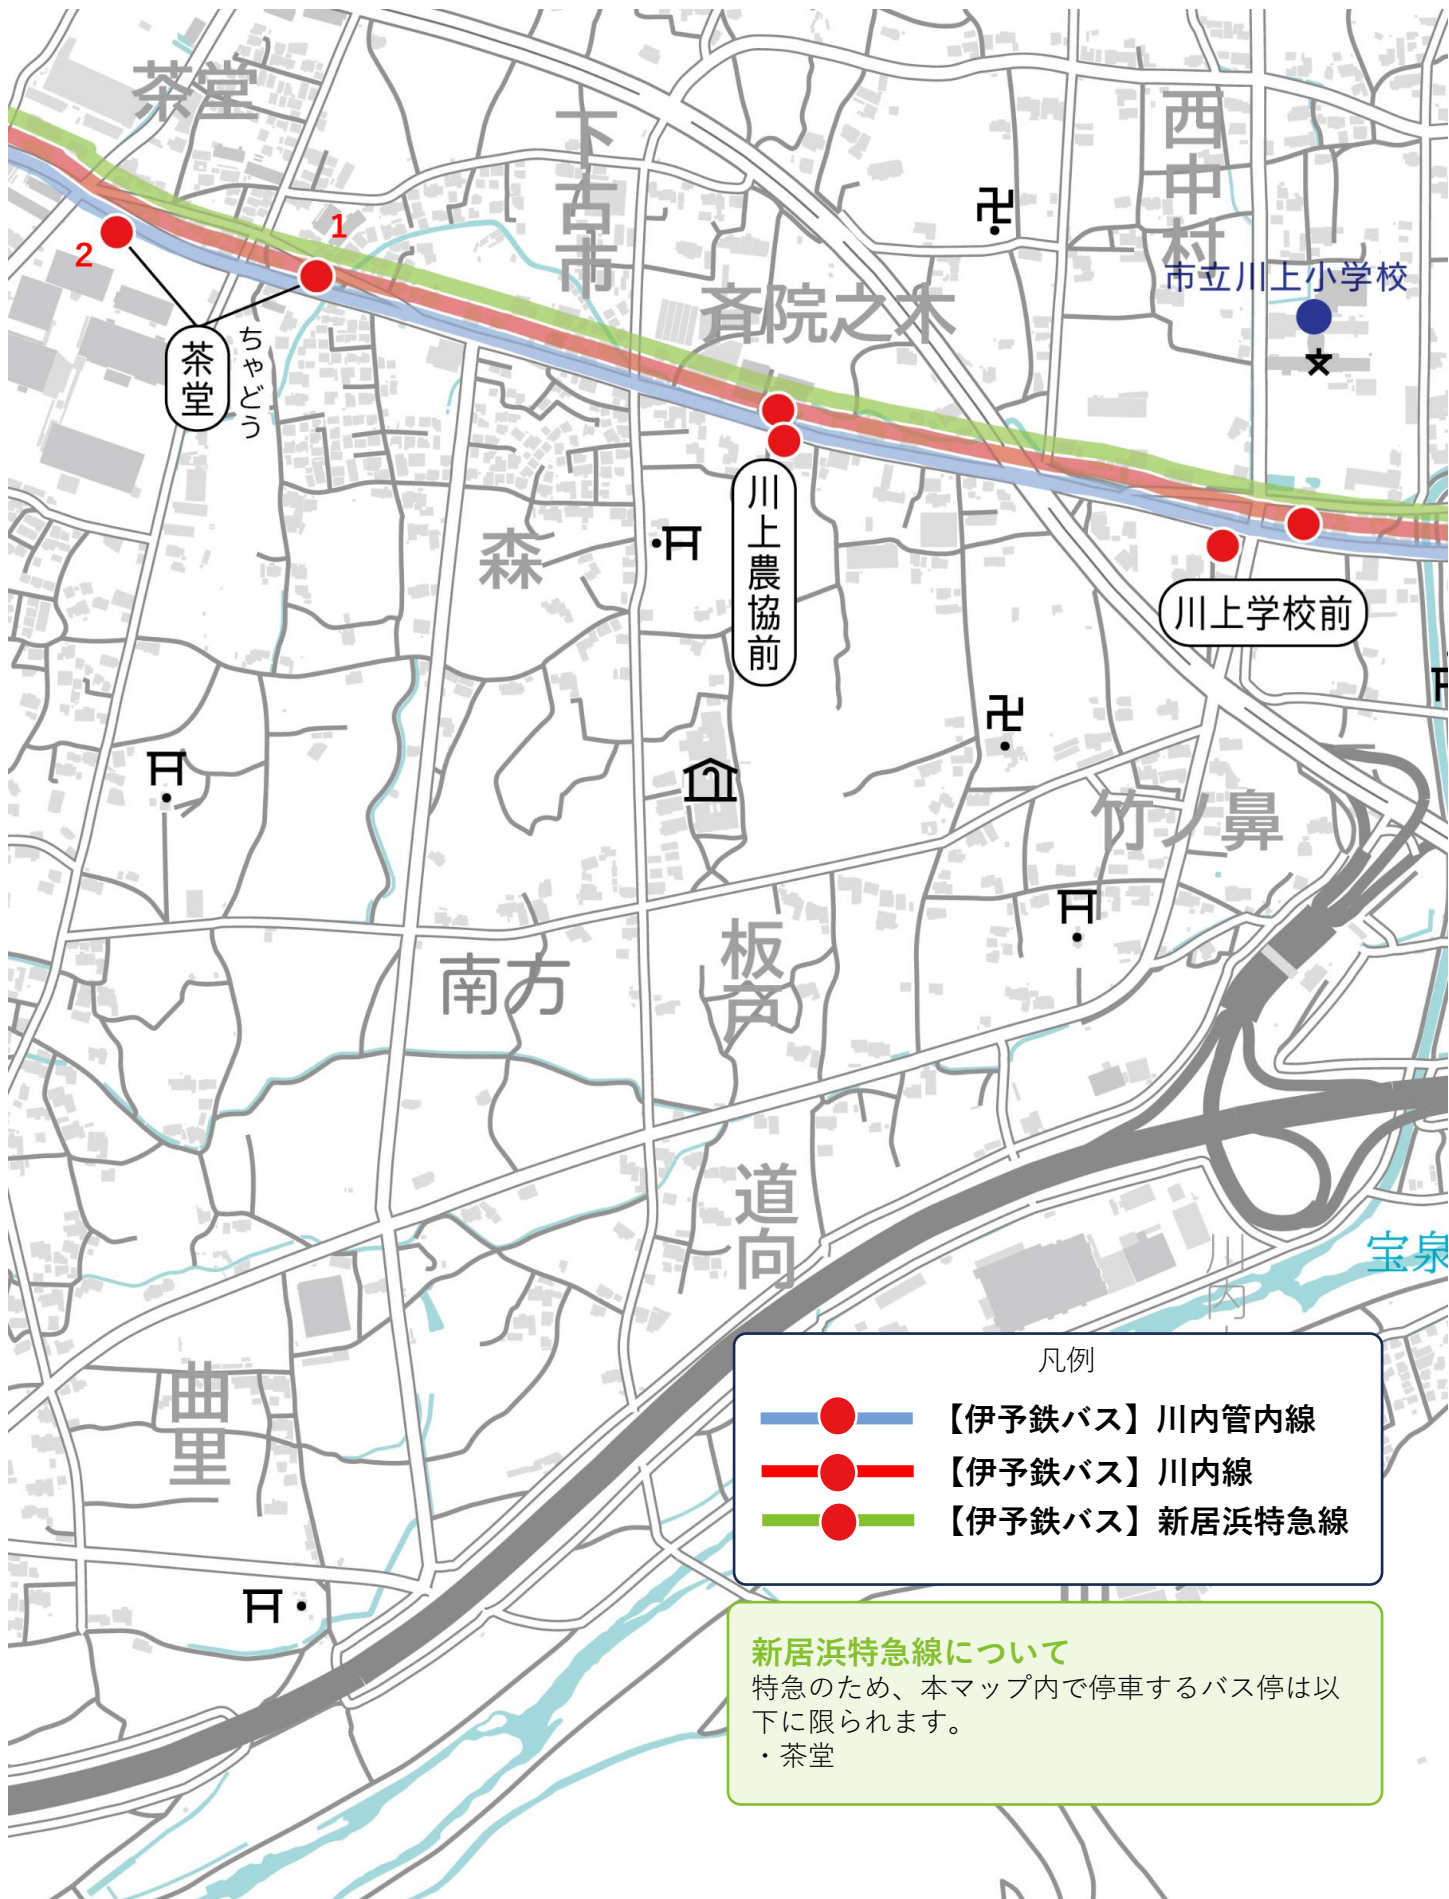 茶堂
下古市
西中村
1
2
斉院之木
市立川上小学校
茶堂
ちゃどう
川上農協前
森
川上学校前
竹ノ鼻
南方
板戸
道向
宝泉
川内
曲里
凡例
【伊予鉄バス】川内管内線
【伊予鉄バス】川内線
【伊予鉄バス】新居浜特急線
新居浜特急線について
特急のため、本マップ内で停車するバス停は以
下に限られます。
・茶堂